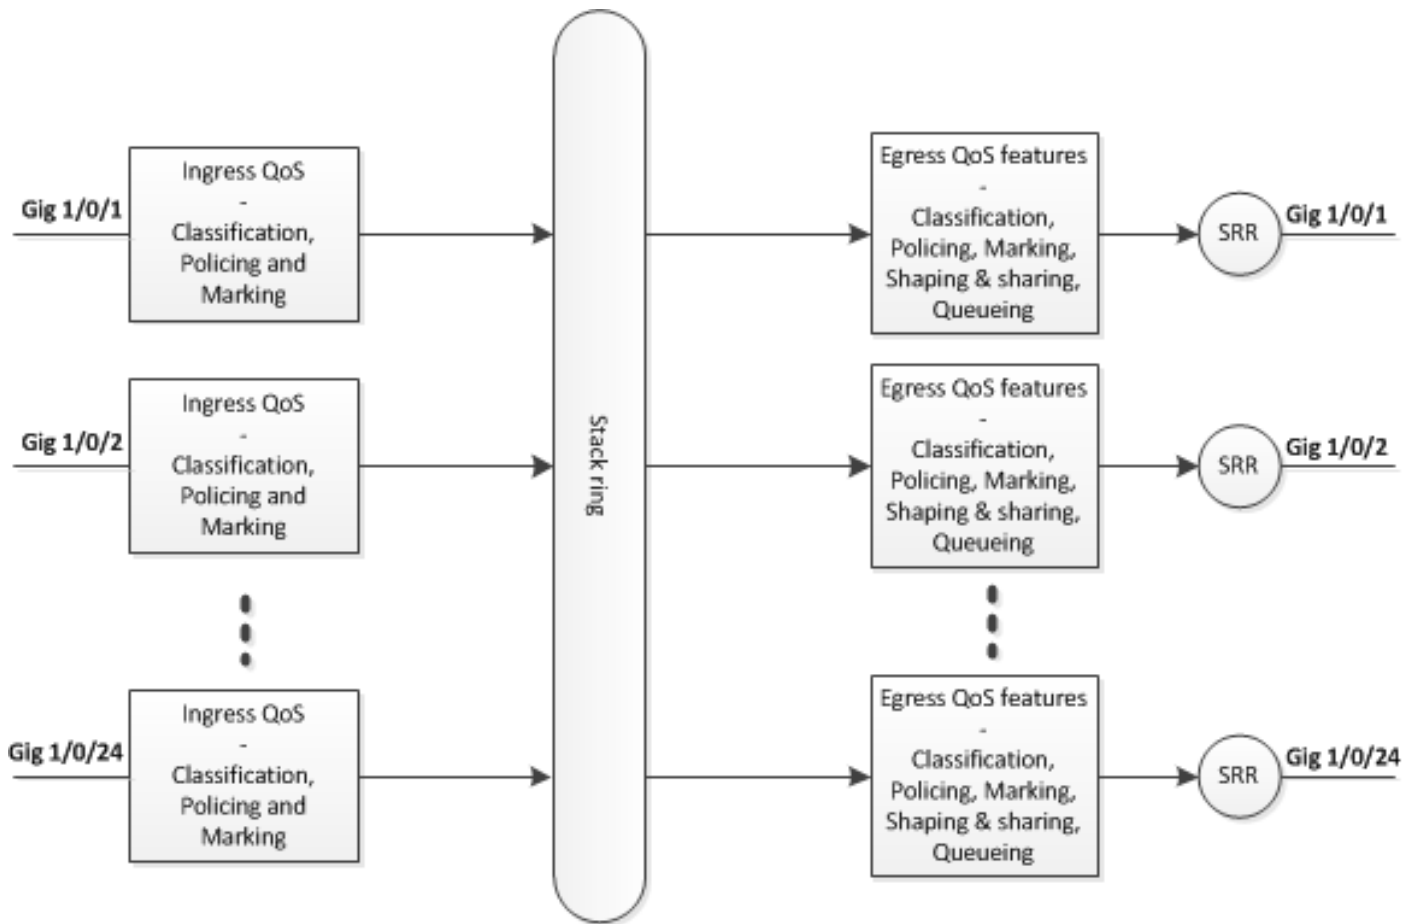 Gig 1/0/1
Ingress QoS
-
Classification,
Policing and
Marking
Stack ring
Egress QoS features
-
Classification,
Policing, Marking,
Shaping & sharing,
Queueing
SRR
Gig 1/0/1
Gig 1/0/2
Ingress QoS
-
Classification,
Policing and
Marking
Egress QoS features
-
Classification,
Policing, Marking,
Shaping & sharing,
Queueing
SRR
Gig 1/0/2
Gig 1/0/24
Ingress QoS
-
Classification,
Policing and
Marking
Egress QoS features
-
Classification,
Policing, Marking,
Shaping & sharing,
Queueing
SRR
Gig 1/0/24